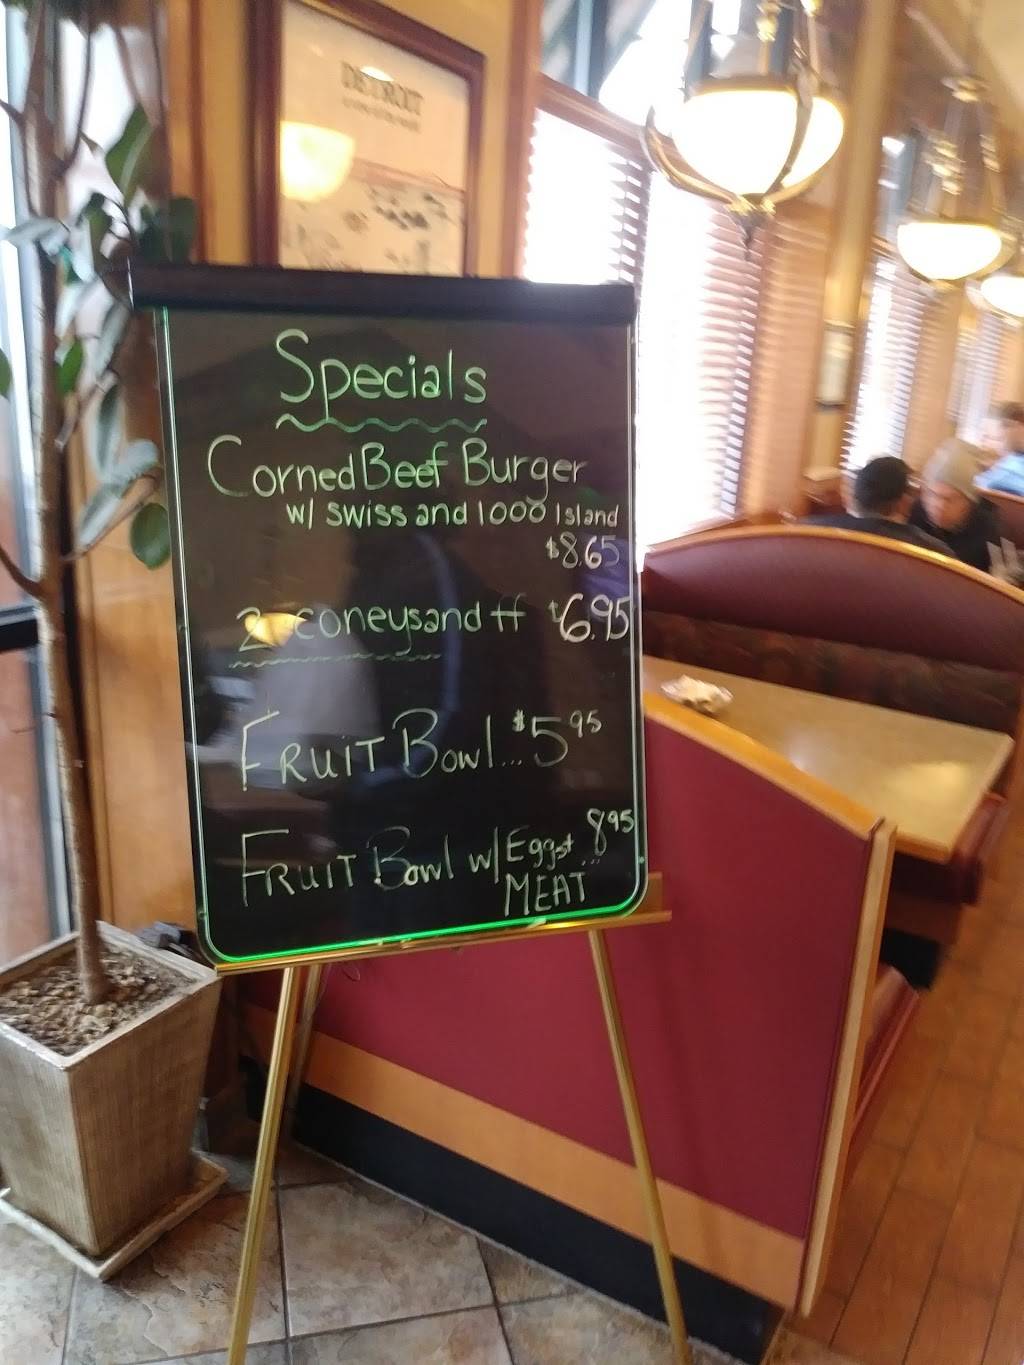 DETROIT
Specials
Corned Beef Burger
w/ swiss and 1000 Island
$8.65
2 coneys and ff $6.95
FRUiT Bowl...$5 95
FRUiT Bowl w/ Eggs+ ...8 95
MEAT